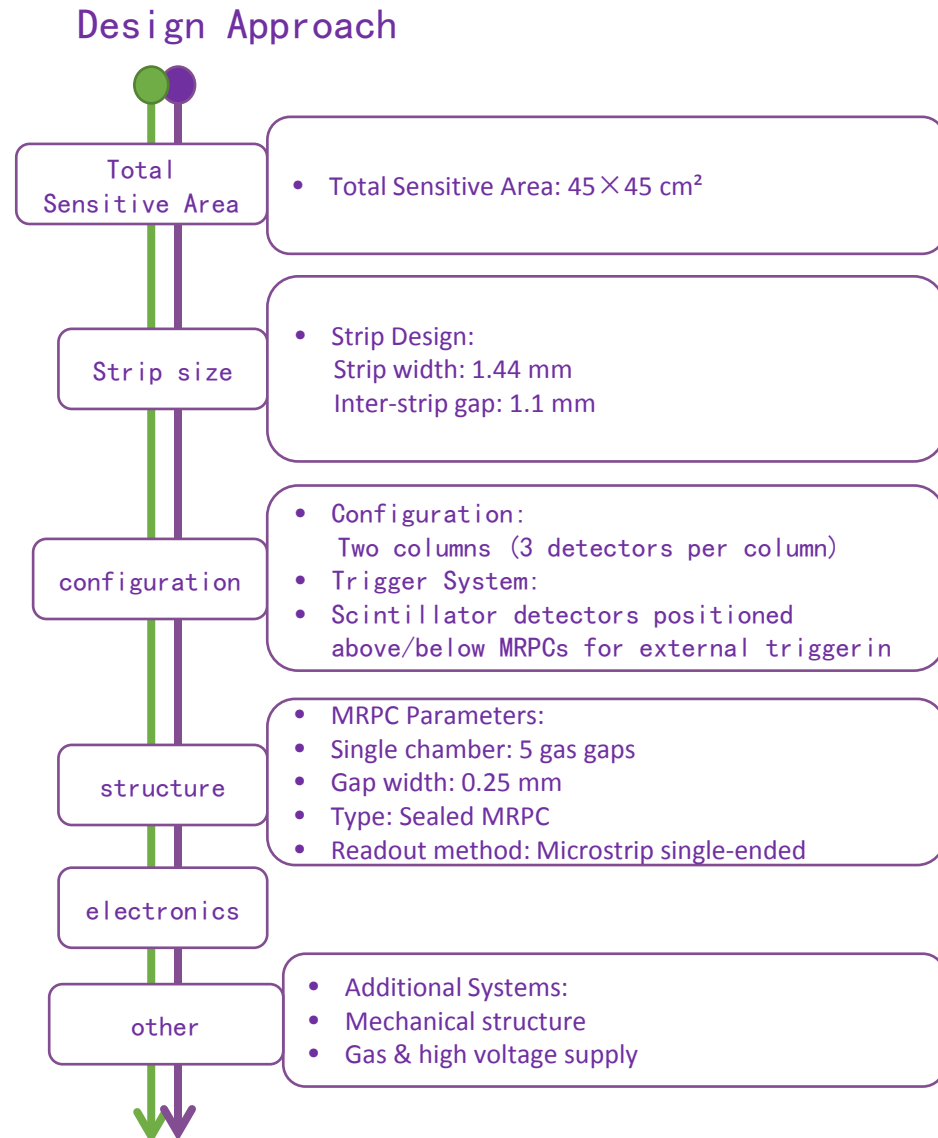 Design Approach
Total
Sensitive Area
• Total Sensitive Area: 45×45 cm²
Strip size
• Strip Design:
Strip width: 1.44 mm
Inter-strip gap: 1.1 mm
configuration
• Configuration:
Two columns (3 detectors per column)
• Trigger System:
• Scintillator detectors positioned
above/below MRPCs for external triggerin
structure
• MRPC Parameters:
• Single chamber: 5 gas gaps
• Gap width: 0.25 mm
• Type: Sealed MRPC
• Readout method: Microstrip single-ended
electronics
other
• Additional Systems:
• Mechanical structure
• Gas & high voltage supply